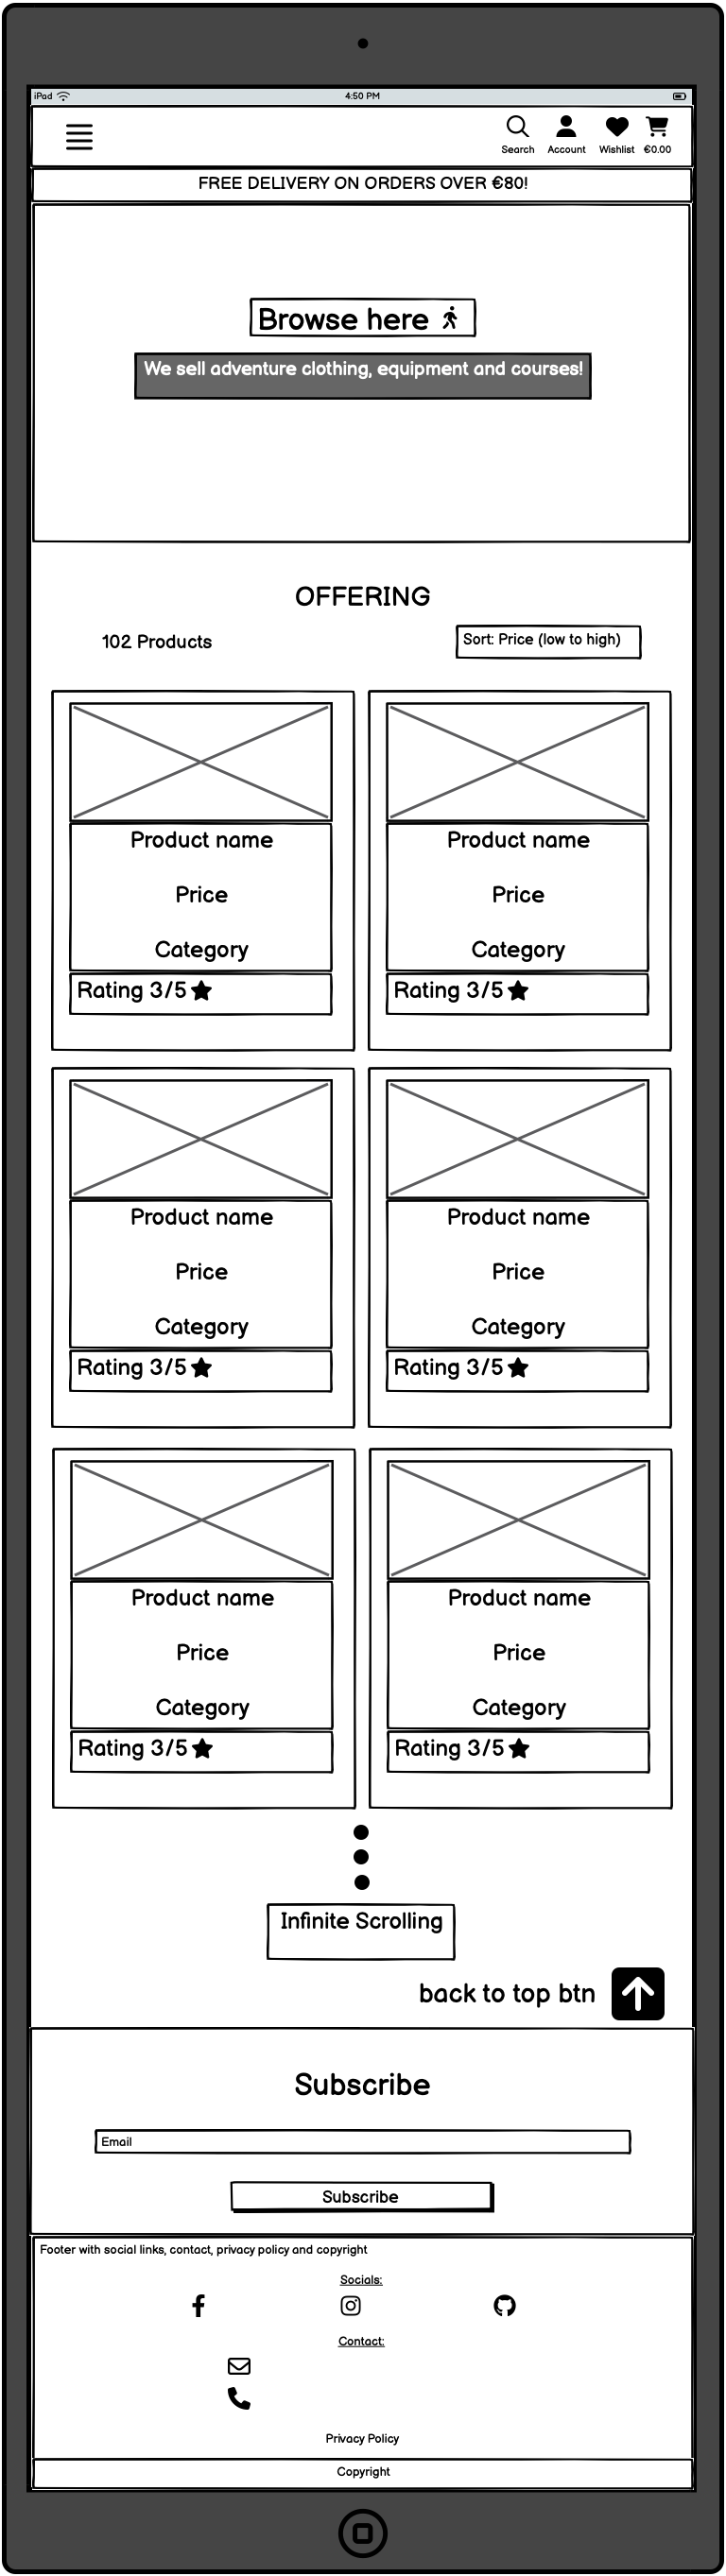 iPad 4:50 PM
Search Account Wishlist €0.00
FREE DELIVERY ON ORDERS OVER €80!
Browse here
We sell adventure clothing, equipment and courses!
OFFERING
102 Products
Sort: Price (low to high)
Product name
Price
Category
Rating 3/5
Product name
Price
Category
Rating 3/5
Product name
Price
Category
Rating 3/5
Product name
Price
Category
Rating 3/5
Product name
Price
Category
Rating 3/5
Product name
Price
Category
Rating 3/5
Infinite Scrolling
back to top btn
Subscribe
Email
Subscribe
Footer with social links, contact, privacy policy and copyright
Socials:
Contact:
Privacy Policy
Copyright